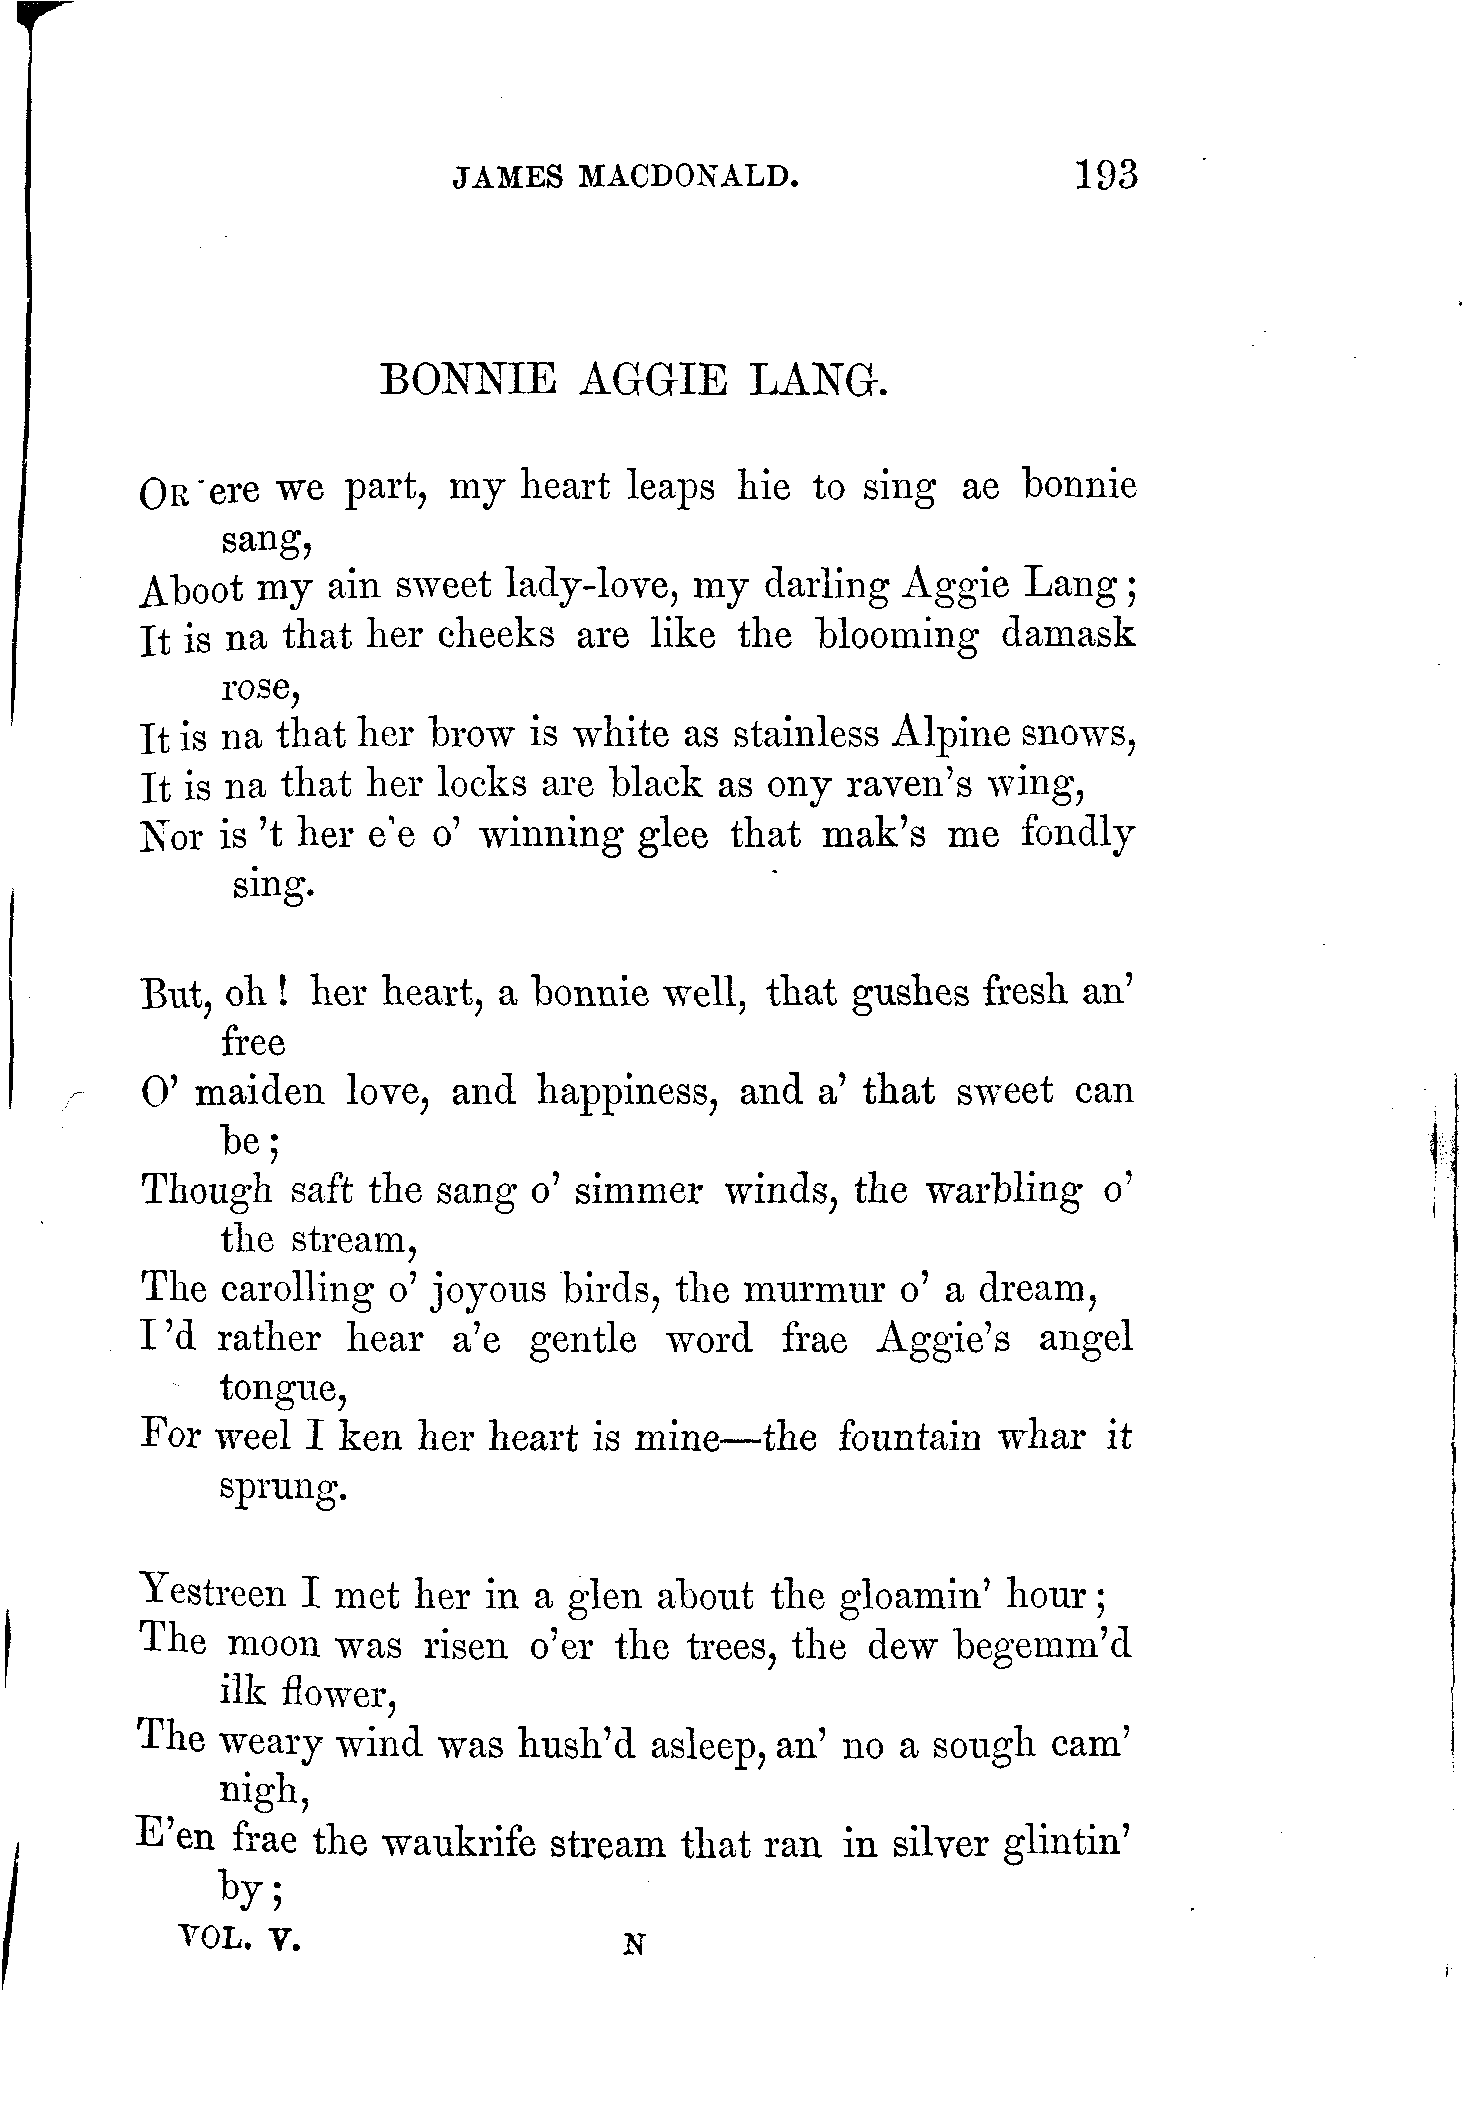 JAMES MACDONALD. 193
BONNIE AGGIE LANG.
OR ere we part, my heart leaps hie to sing ae bonnie
sang,
Aboot my ain sweet lady-love, my darling Aggie Lang;
It is na that her cheeks are like the blooming damask
rose,
It is na that her brow is white as stainless Alpine snows,
It is na that her locks are black as ony raven's wing,
Nor is 't her e'e o' winning glee that mak's me fondly
sing.
But, oh! her heart, a bonnie well, that gushes fresh an'
free
O' maiden love, and happiness, and a' that sweet can
be;
Though saft the sang o' simmer winds, the warbling o'
the stream,
The carolling o' joyous birds, the murmur o' a dream,
I'd rather hear a'e gentle word frae Aggie's angel
tongue,
For weel I ken her heart is mine—the fountain whar it
sprung.
Yestreen I met her in a glen about the gloamin' hour;
The moon was risen o'er the trees, the dew begemm'd
ilk flower,
The weary wind was hush'd asleep, an' no a sough cam'
nigh,
E'en frae the waukrife stream that ran in silver glintin'
by;
VOL. V. N